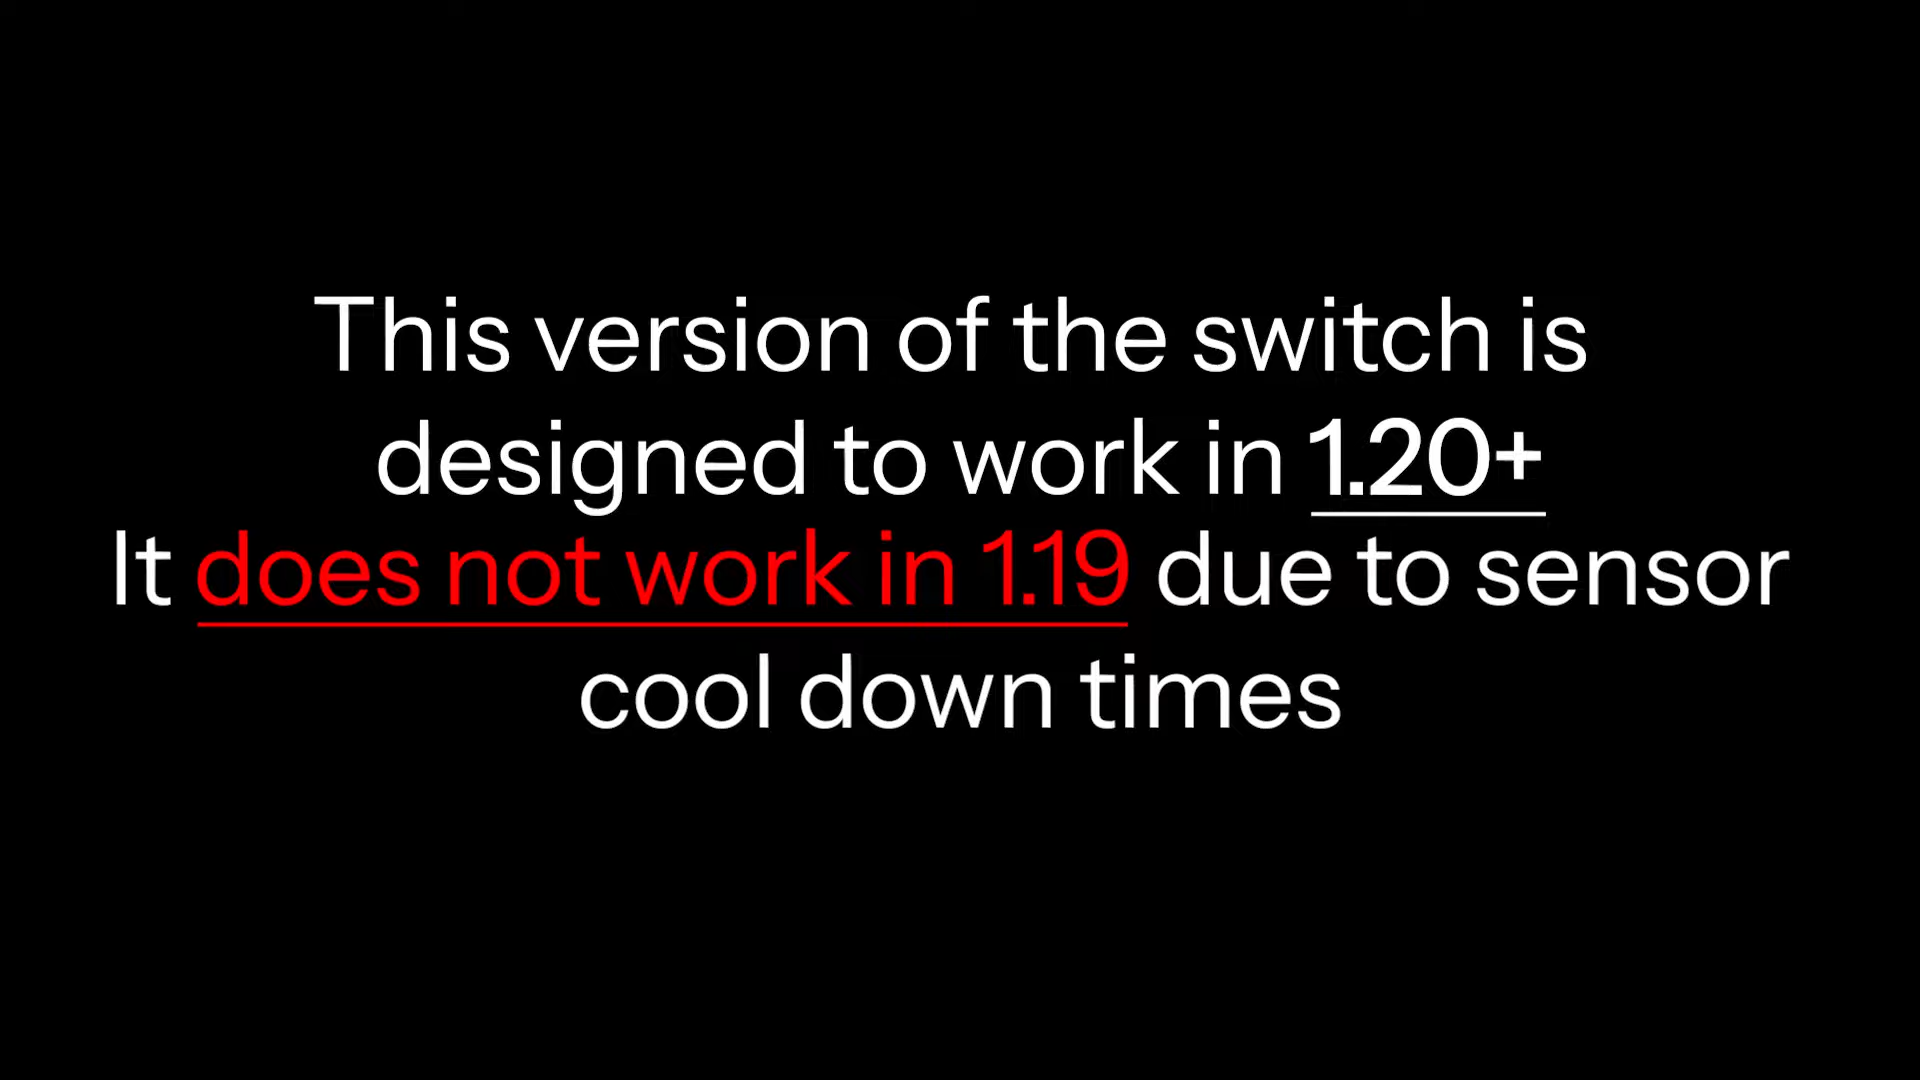 This version of the switch is
designed to work in 1.20+
It does not work in 1.19 due to sensor
cool down times